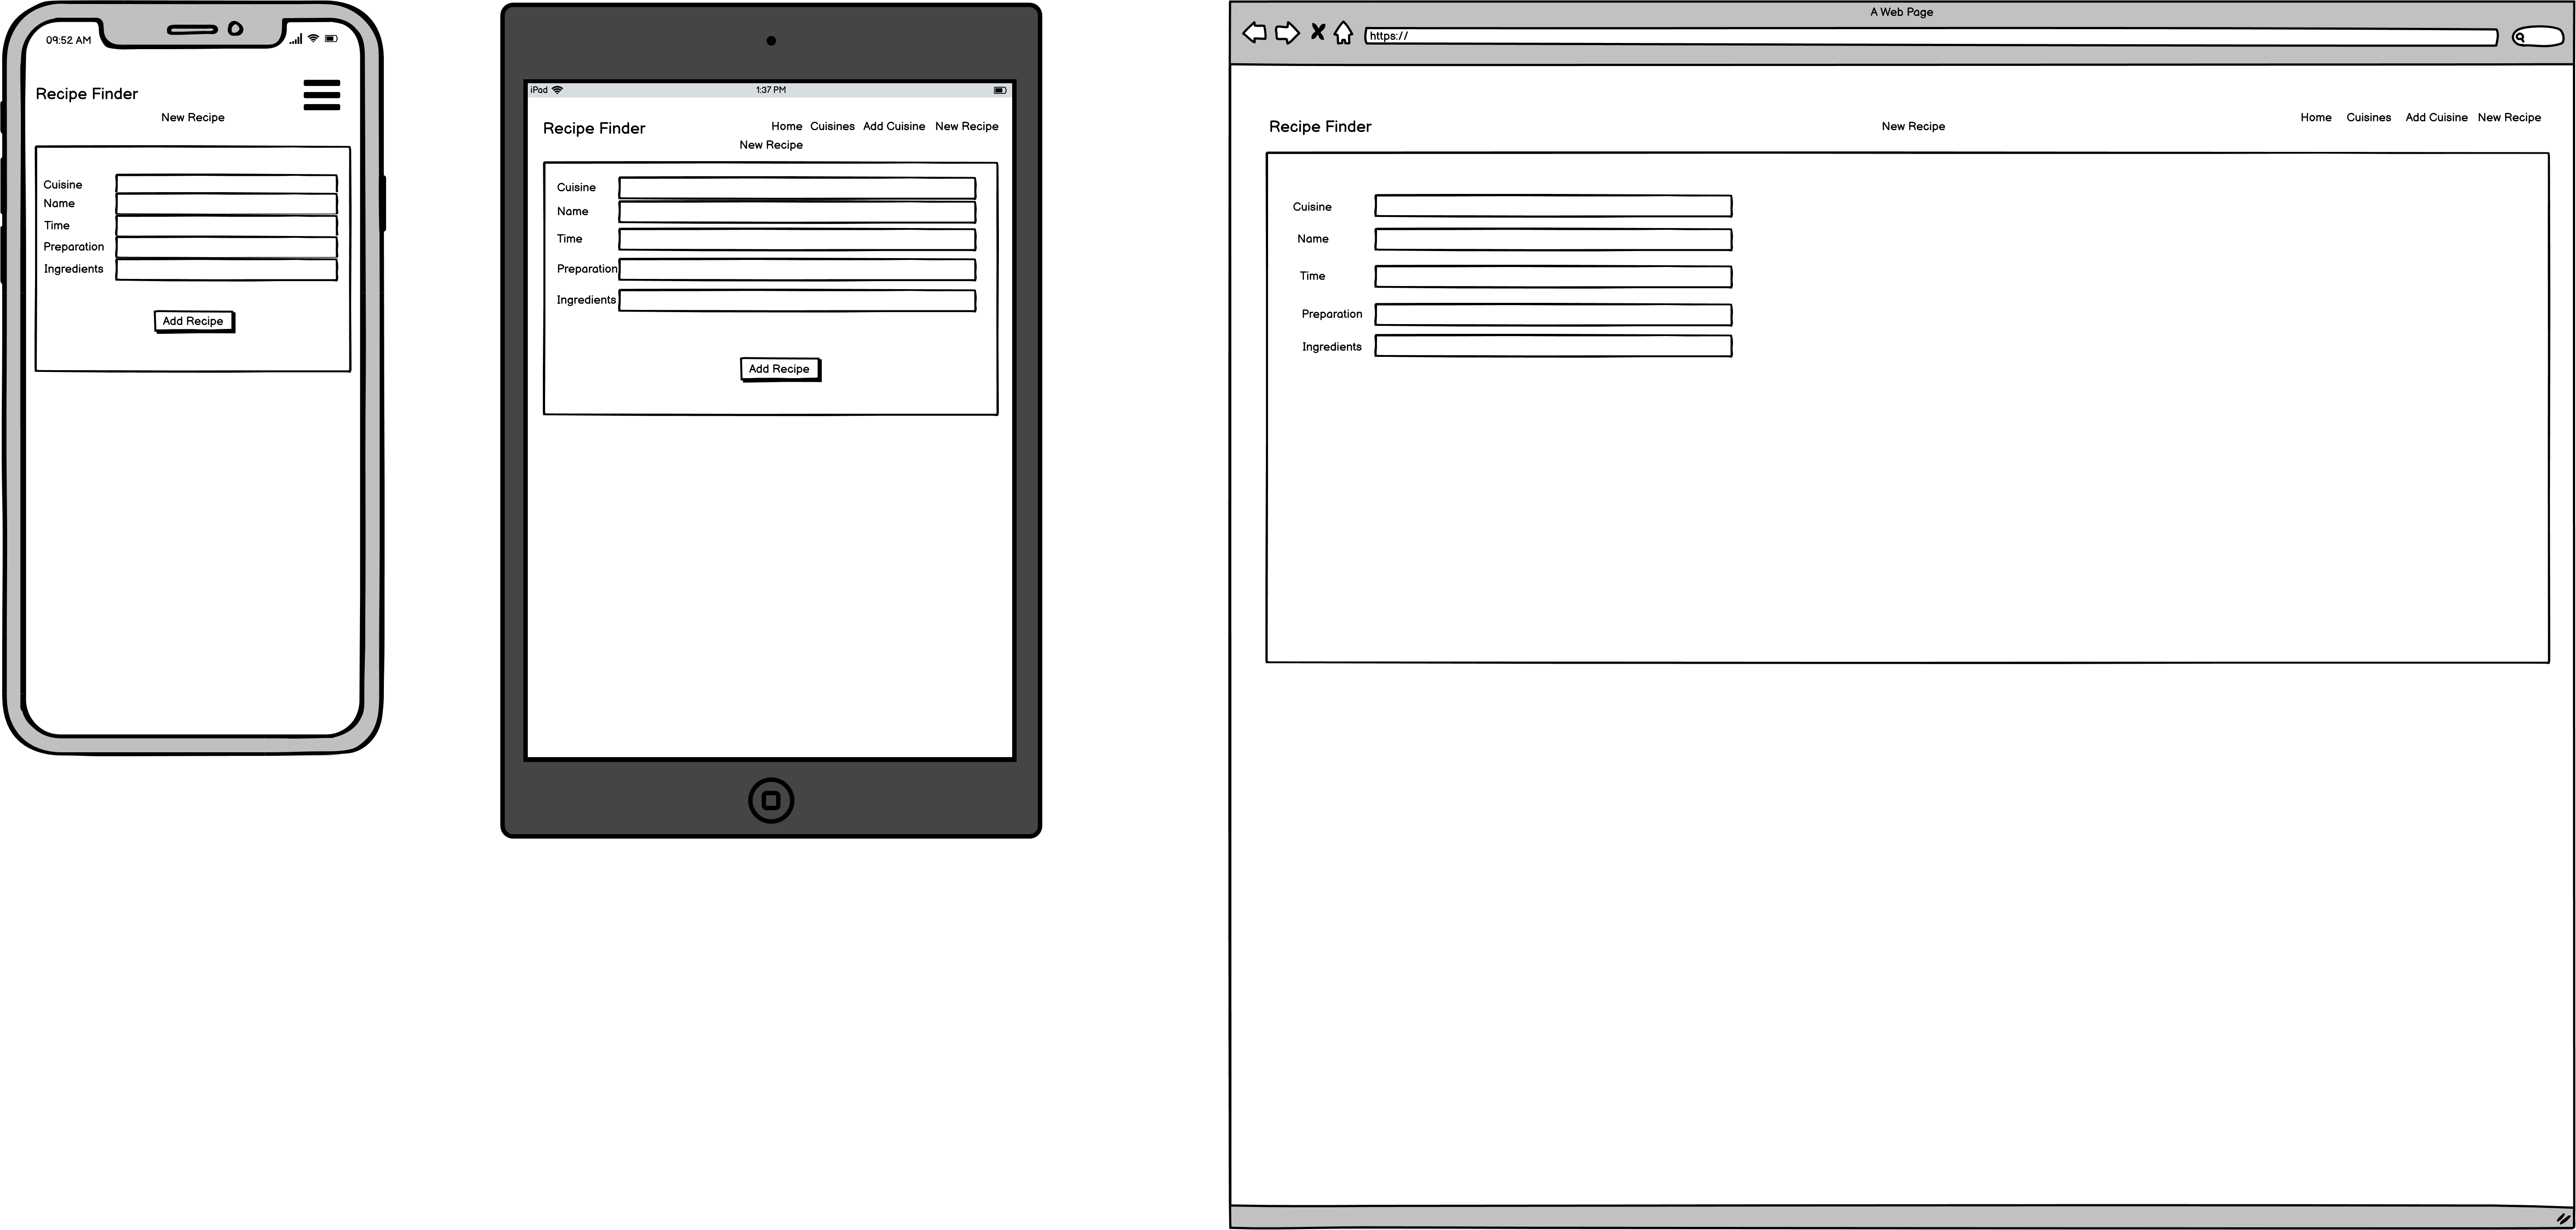 09:52 AM
Recipe Finder
New Recipe
Cuisine
Name
Time
Preparation
Ingredients
Add Recipe
iPad
1:37 PM
Recipe Finder
Home Cuisines Add Cuisine New Recipe
New Recipe
Cuisine
Name
Time
Preparation
Ingredients
Add Recipe
A Web Page
https://
Home Cuisines Add Cuisine New Recipe
Recipe Finder
New Recipe
Cuisine
Name
Time
Preparation
Ingredients